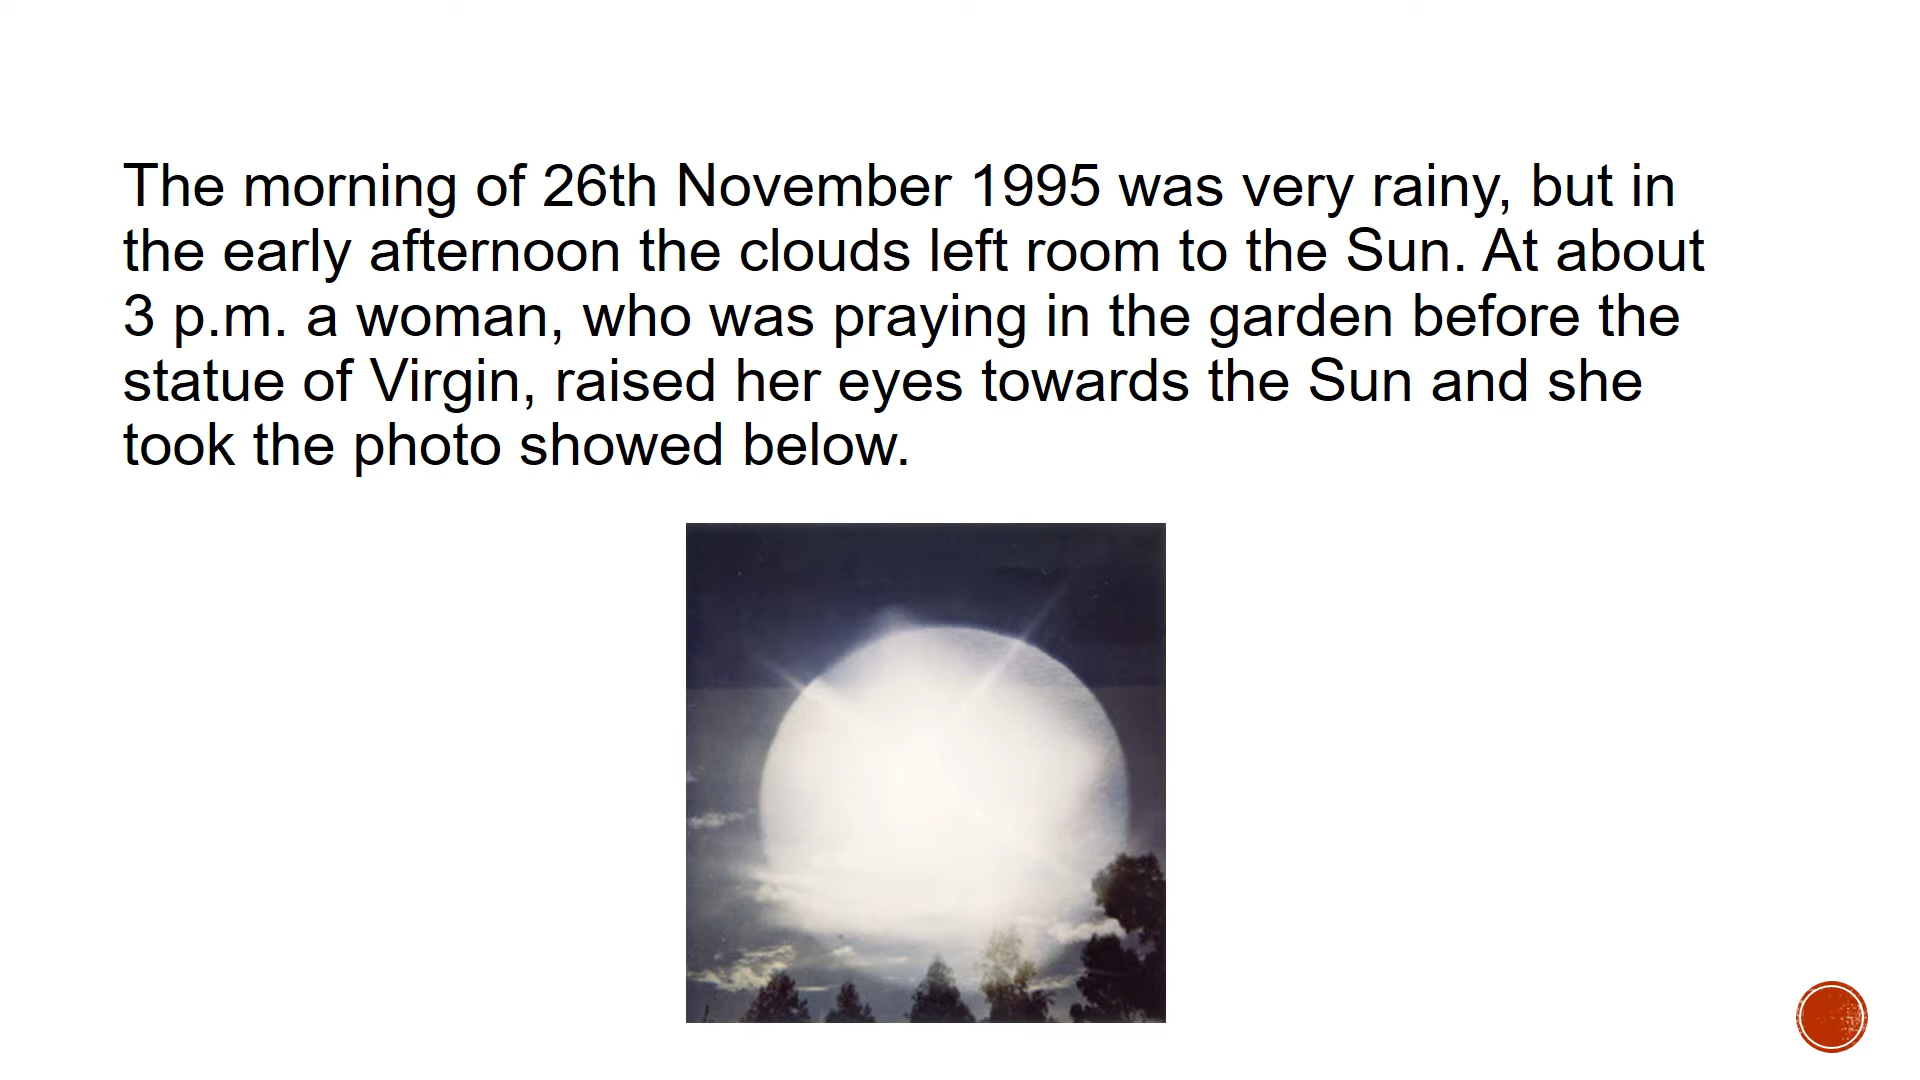 The morning of 26th November 1995 was very rainy, but in
the early afternoon the clouds left room to the Sun. At about
3 p.m. a woman, who was praying in the garden before the
statue of Virgin, raised her eyes towards the Sun and she
took the photo showed below.